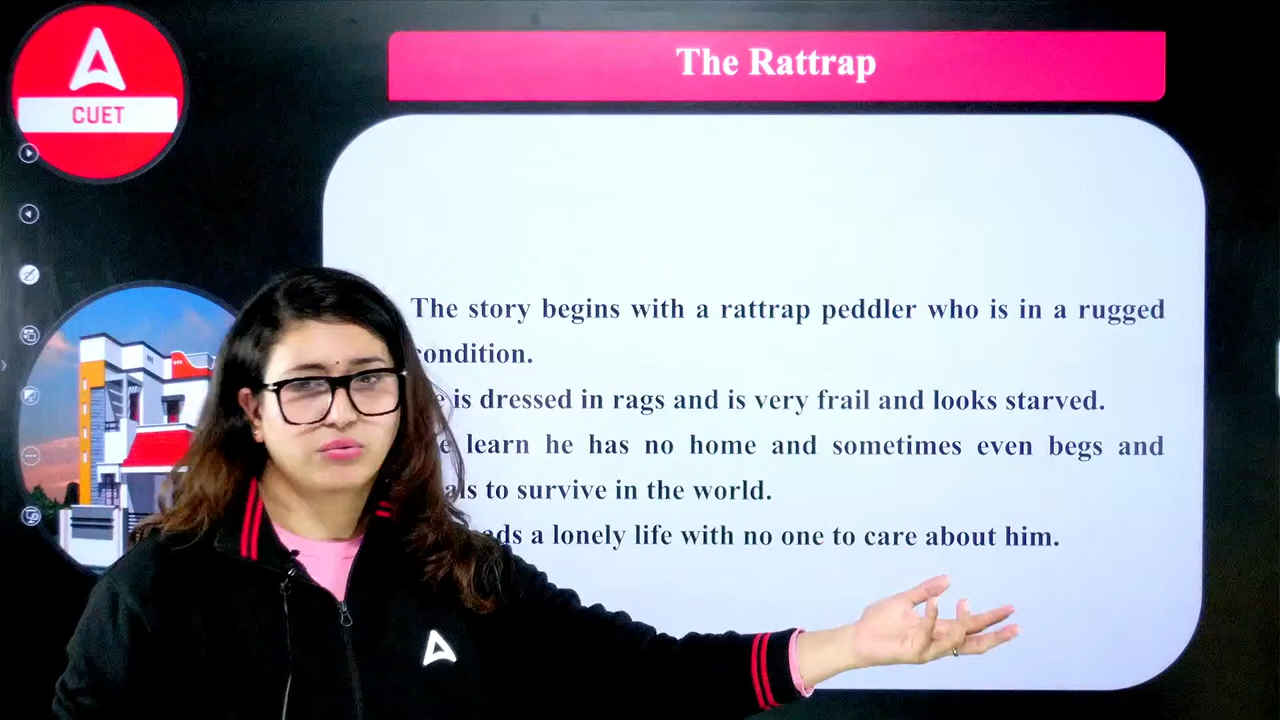 CUET
The Rattrap
The story begins with a rattrap peddler who is in a rugged
condition.
is dressed in rags and is very frail and looks starved.
learn he has no home and sometimes even begs and
to survive in the world.
a lonely life with no one to care about him.